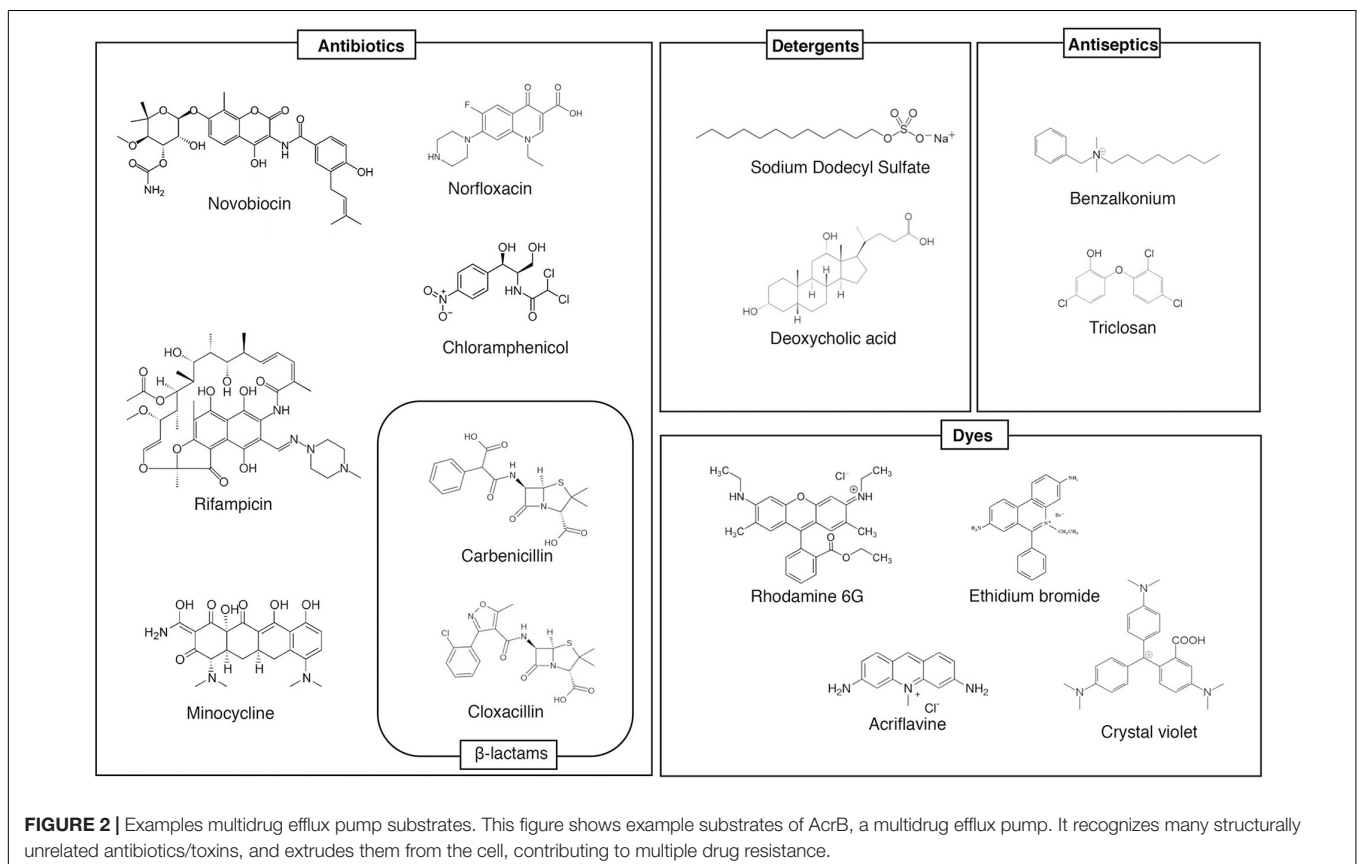 Antibiotics
Detergents
Antiseptics
Novobiocin
Norfloxacin
Chloramphenicol
Rifampicin
Carbenicillin
Minocycline
Cloxacillin
β-lactams
Sodium Dodecyl Sulfate
Deoxycholic acid
Benzalkonium
Triclosan
Dyes
Rhodamine 6G
Ethidium bromide
Acriflavine
Crystal violet
FIGURE 2 | Examples multidrug efflux pump substrates. This figure shows example substrates of AcrB, a multidrug efflux pump. It recognizes many structurally
unrelated antibiotics/toxins, and extrudes them from the cell, contributing to multiple drug resistance.